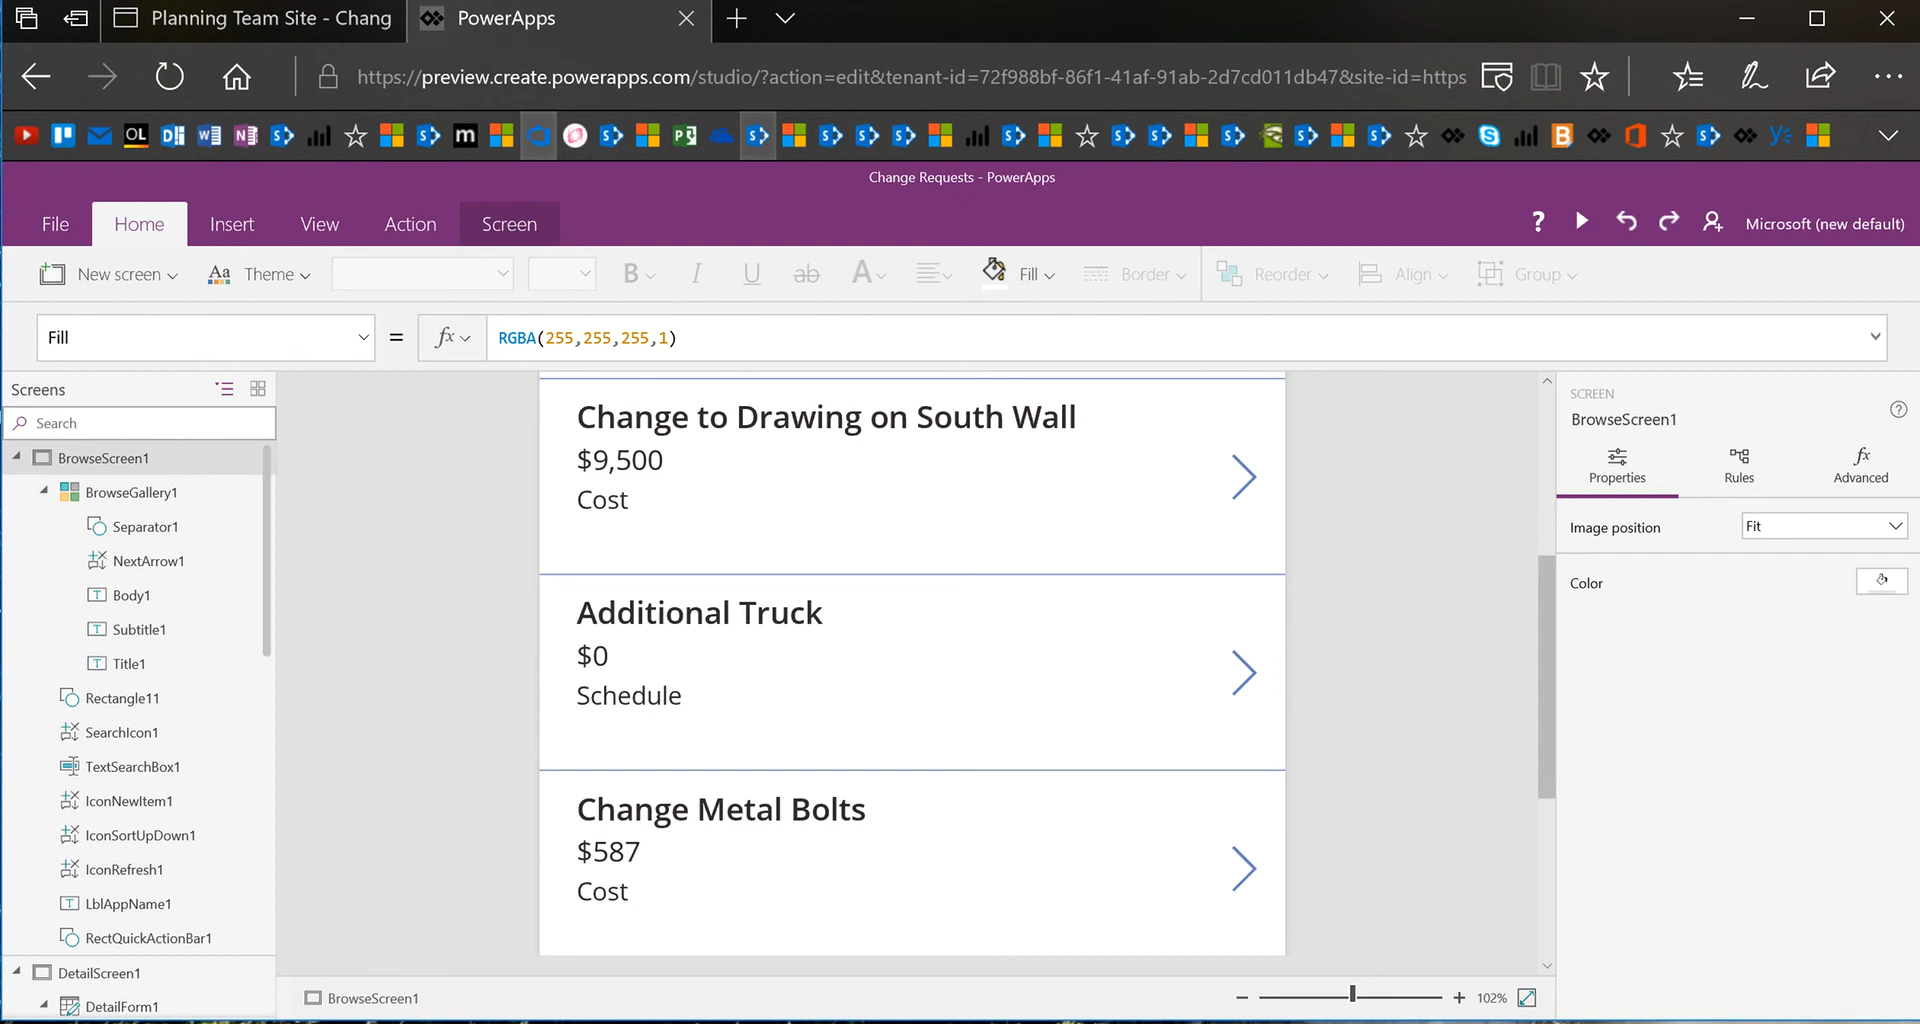 Planning Team Site - Chang
PowerApps
https://preview.create.powerapps.com/studio/?action=edit&tenant-id=72f988bf-86f1-41af-91ab-2d7cd011db47&site-id=https
Change Requests - PowerApps
File Home Insert View Action Screen
? Microsoft (new default)
New screen Theme B I U ab A Fill Border Reorder Align Group
Fill = fx RGBA(255,255,255,1)
Screens
Search
BrowseScreen1
BrowseGallery1
Separator1
NextArrow1
Body1
Subtitle1
Title1
Rectangle11
SearchIcon1
TextSearchBox1
IconNewItem1
IconSortUpDown1
IconRefresh1
LblAppName1
RectQuickActionBar1
DetailScreen1
DetailForm1
Change to Drawing on South Wall
$9,500
Cost
Additional Truck
$0
Schedule
Change Metal Bolts
$587
Cost
BrowseScreen1
102%
SCREEN
BrowseScreen1
Properties Rules Advanced
Image position Fit
Color